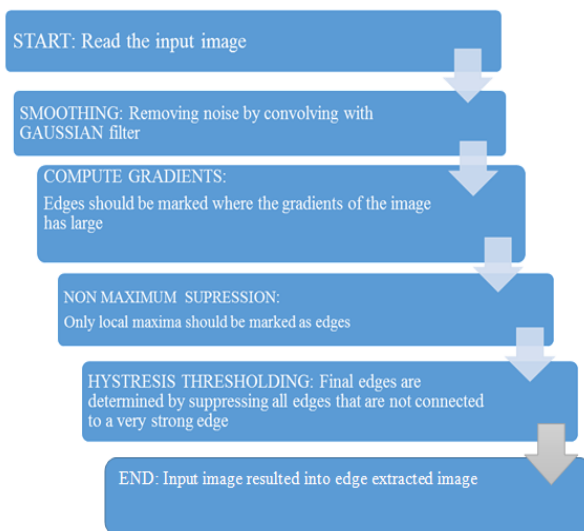 START: Read the input image
SMOOTHING: Removing noise by convolving with
GAUSSIAN filter
COMPUTE GRADIENTS:
Edges should be marked where the gradients of the image
has large
NON MAXIMUM SUPRESSION:
Only local maxima should be marked as edges
HYSTRESIS THRESHOLDING: Final edges are
determined by suppressing all edges that are not connected
to a very strong edge
END: Input image resulted into edge extracted image